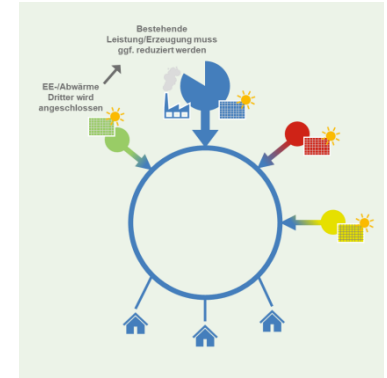 Bestehende
Leistung/Erzeugung muss
ggf. reduziert werden
EE-/Abwärme
Dritter wird
angeschlossen